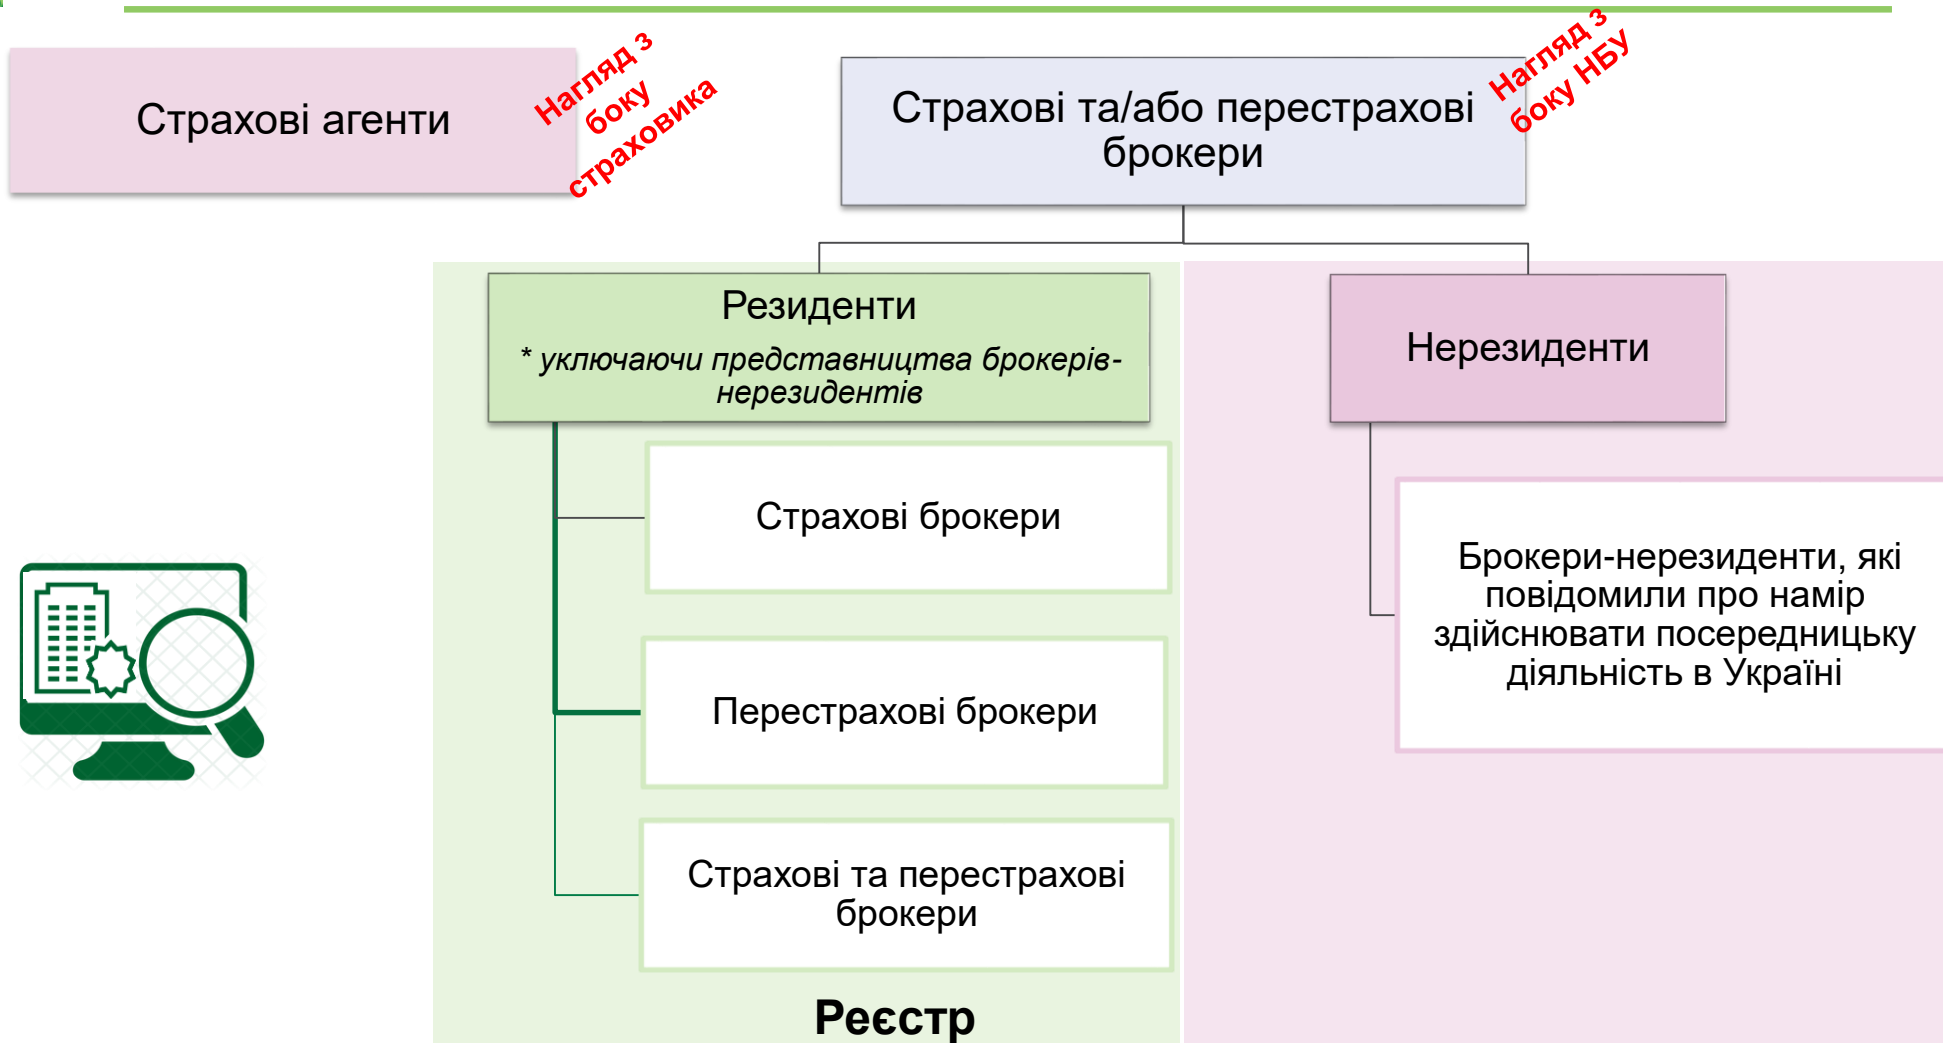 Страхові агенти
Нагляд з
боку
страховика
Страхові та/або перестрахові
брокери
Нагляд з
боку НБУ
Резиденти
* уключаючи представництва брокерів-
нерезидентів
Нерезиденти
Страхові брокери
Перестрахові брокери
Страхові та перестрахові
брокери
Брокери-нерезиденти, які
повідомили про намір
здійснювати посередницьку
діяльність в Україні
Реєстр